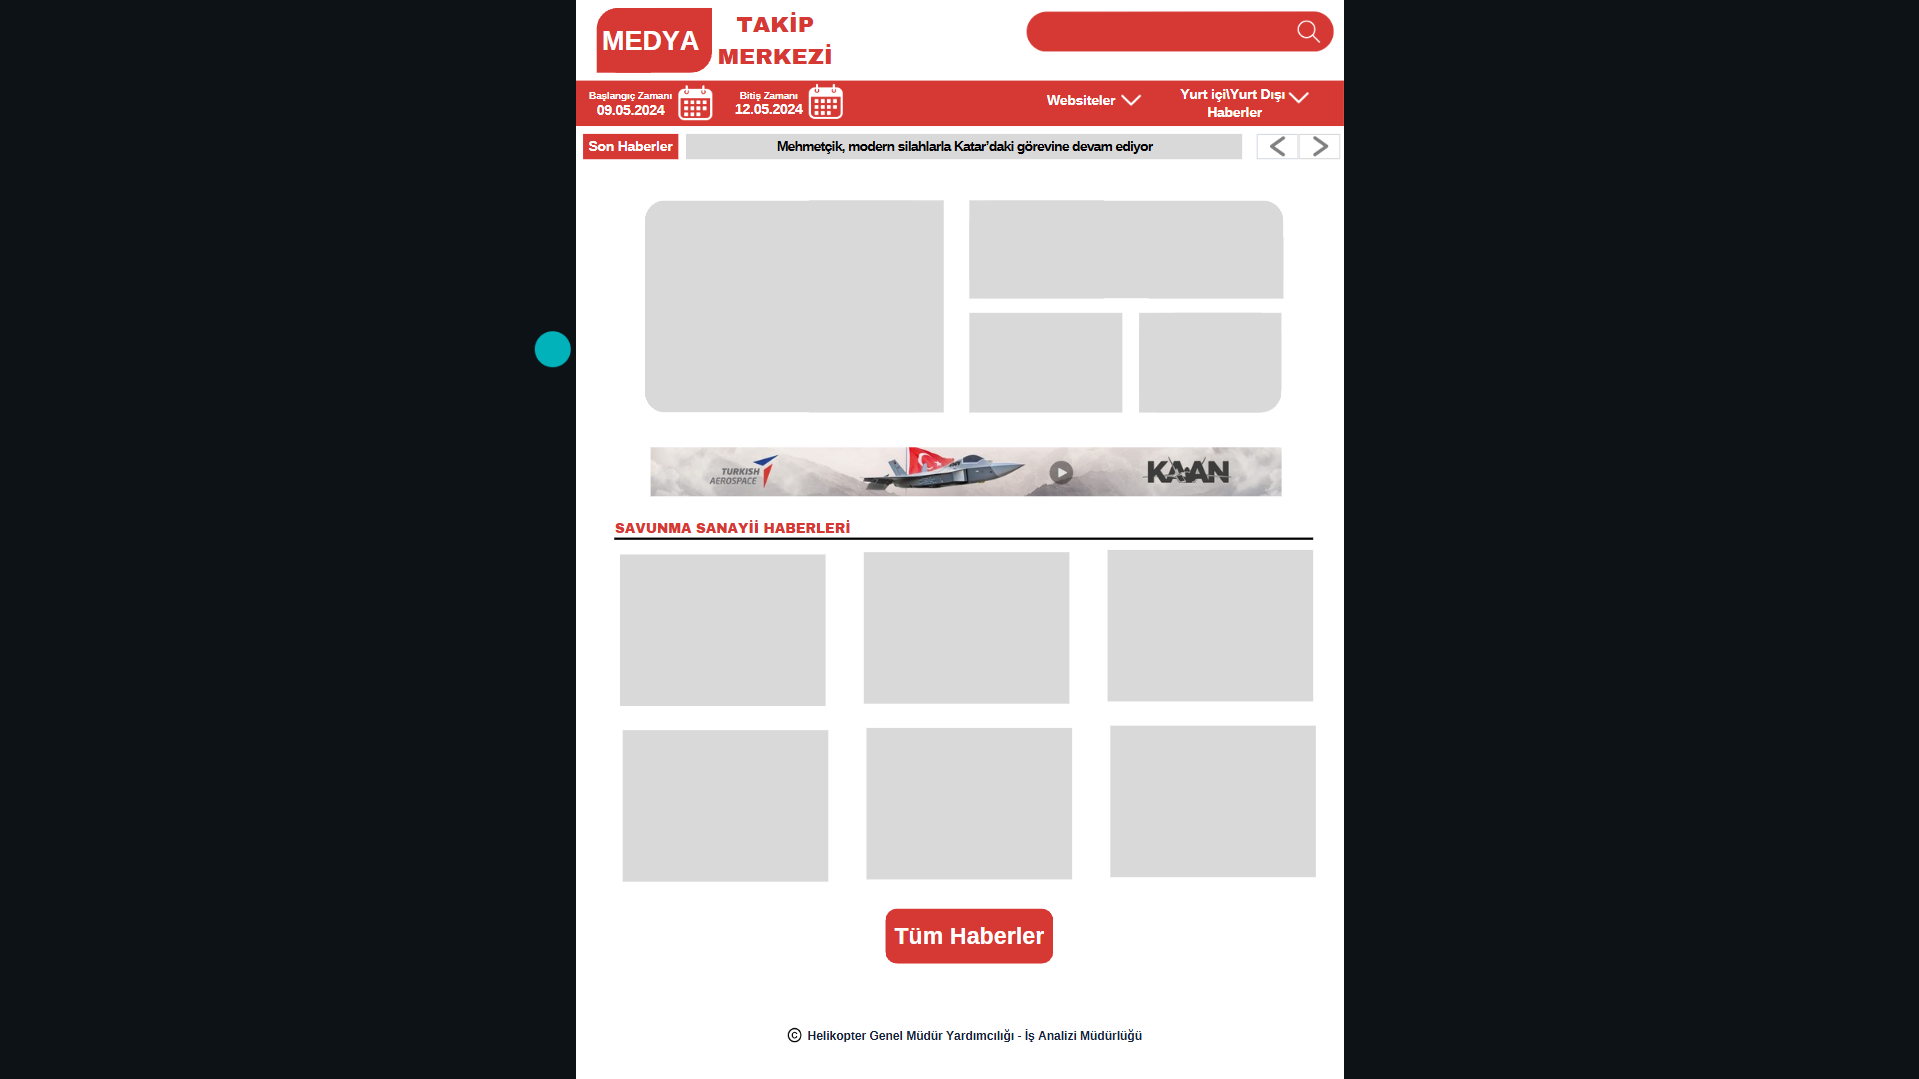 MEDYA
TAKİP
MERKEZİ
Başlangıç Zamanı
09.05.2024
Bitiş Zamanı
12.05.2024
Websiteler
Yurt içi\Yurt Dışı
Haberler
Son Haberler
Mehmetçik, modern silahlarla Katar’daki görevine devam ediyor
TURKISH
AEROSPACE
KAAN
SAVUNMA SANAYİİ HABERLERİ
Tüm Haberler
© Helikopter Genel Müdür Yardımcılığı - İş Analizi Müdürlüğü